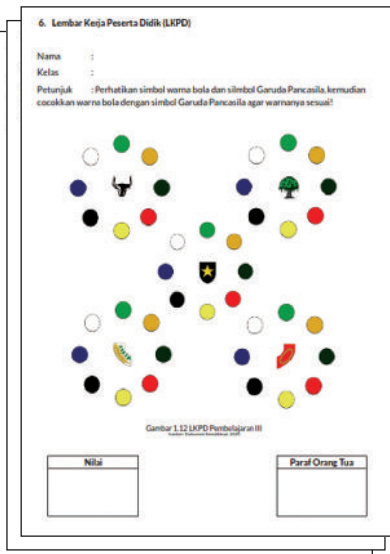 6. Lembar Kerja Peserta Didik (LKPD)
Nama :
Kelas :
Petunjuk : Perhatikan simbol warna bola dan silmbol Garuda Pancasila, kemudian
cocokkan warna bola dengan simbol Garuda Pancasila agar warnanya sesuai!
Gambar 1.12 LKPD Pembelajaran III
Nilai
Paraf Orang Tua